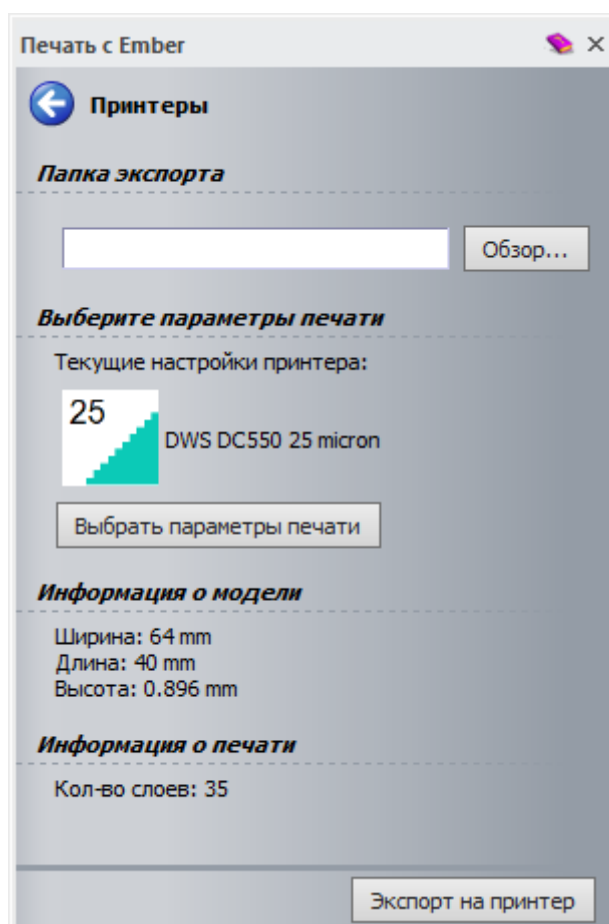 Печать с Ember
Принтеры
Папка экспорта
Обзор...
Выберите параметры печати
Текущие настройки принтера:
25
DWS DC550 25 micron
Выбрать параметры печати
Информация о модели
Ширина: 64 mm
Длина: 40 mm
Высота: 0.896 mm
Информация о печати
Кол-во слоев: 35
Экспорт на принтер